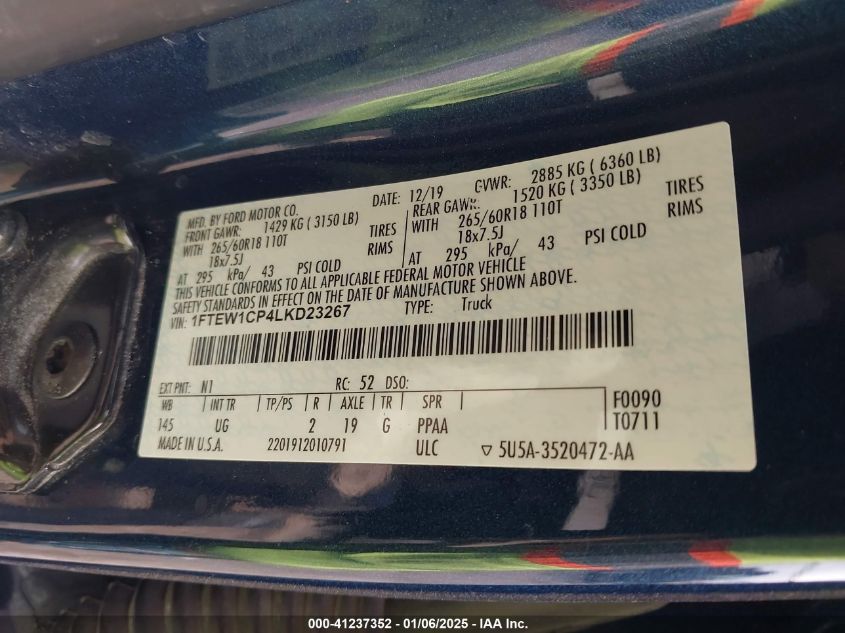 MFD. BY FORD MOTOR CO. DATE: 12/19 GVWR: 2885 KG ( 6360 LB)
FRONT GAWR: 1429 KG ( 3150 LB) REAR GAWR: 1520 KG ( 3350 LB)
WITH 265/60R18 110T TIRES WITH 265/60R18 110T TIRES
18x7.5J RIMS 18x7.5J RIMS
AT 295 kPa/ 43 PSI COLD AT 295 kPa/ 43 PSI COLD
THIS VEHICLE CONFORMS TO ALL APPLICABLE FEDERAL MOTOR VEHICLE
SAFETY STANDARDS IN EFFECT ON THE DATE OF MANUFACTURE SHOWN ABOVE.
VIN: 1FTEW1CP4LKD23267 TYPE: Truck
EXT PNT: N1 RC: 52 DSO:
WB INT TR TP/PS R AXLE TR SPR F0090
145 UG 2 19 G PPAA T0711
MADE IN U.S.A. 2201912010791 ULC ▽ 5U5A-3520472-AA
000-41237352 - 01/06/2025 - IAA Inc.